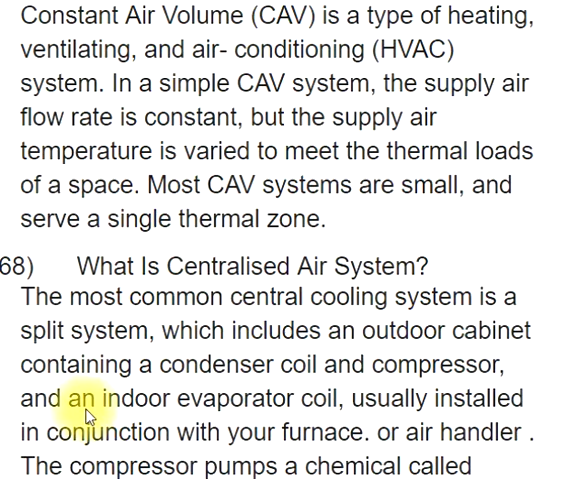 Constant Air Volume (CAV) is a type of heating,
ventilating, and air- conditioning (HVAC)
system. In a simple CAV system, the supply air
flow rate is constant, but the supply air
temperature is varied to meet the thermal loads
of a space. Most CAV systems are small, and
serve a single thermal zone.
68) What Is Centralised Air System?
The most common central cooling system is a
split system, which includes an outdoor cabinet
containing a condenser coil and compressor,
and an indoor evaporator coil, usually installed
in conjunction with your furnace. or air handler .
The compressor pumps a chemical called